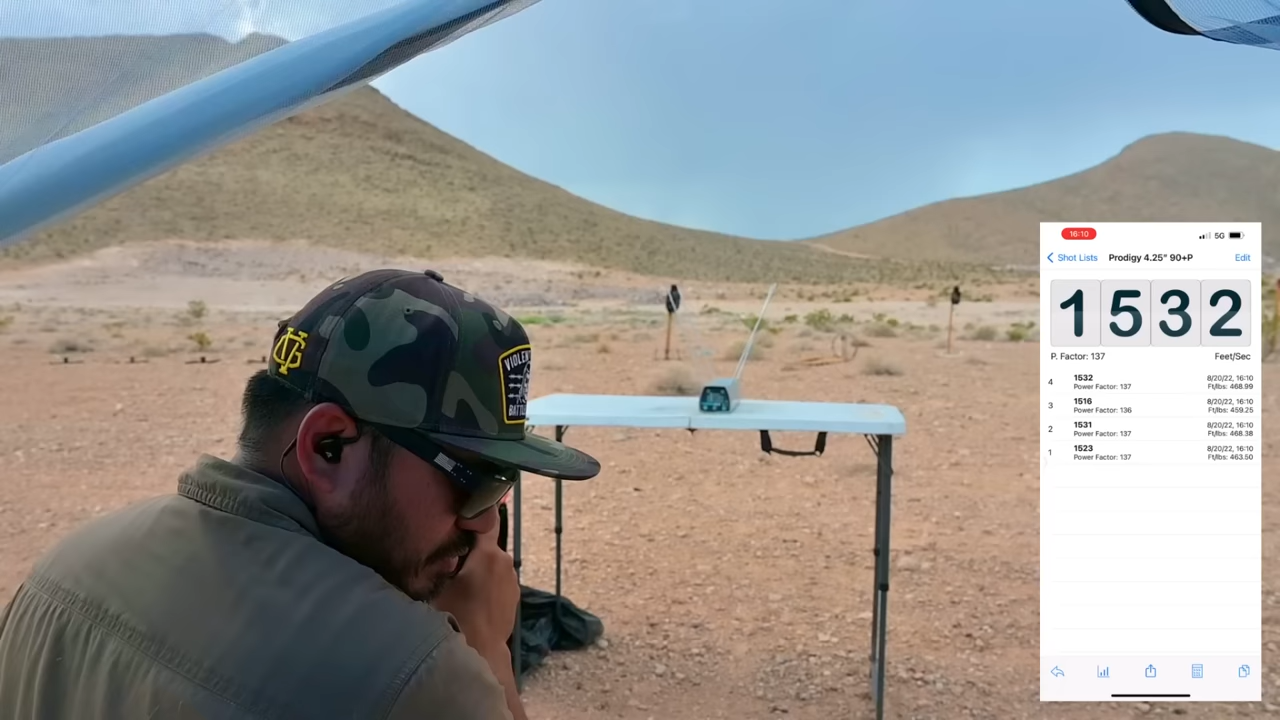 VG
VIOLEN
BAT
16:10
5G
Shot Lists
Prodigy 4.25" 90+P
Edit
1532
P. Factor: 137
Feet/Sec
4
1532
8/20/22, 16:10
Power Factor: 137
Ft/lbs: 468.99
3
1516
8/20/22, 16:10
Power Factor: 136
Ft/lbs: 459.25
2
1531
8/20/22, 16:10
Power Factor: 137
Ft/lbs: 468.38
1
1523
8/20/22, 16:10
Power Factor: 137
Ft/lbs: 463.50